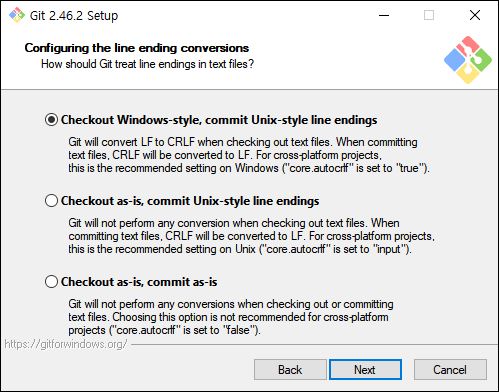 Git 2.46.2 Setup
Configuring the line ending conversions
How should Git treat line endings in text files?
Checkout Windows-style, commit Unix-style line endings
Git will convert LF to CRLF when checking out text files. When committing
text files, CRLF will be converted to LF. For cross-platform projects,
this is the recommended setting on Windows ("core.autocrlf" is set to "true").
Checkout as-is, commit Unix-style line endings
Git will not perform any conversion when checking out text files. When
committing text files, CRLF will be converted to LF. For cross-platform projects,
this is the recommended setting on Unix ("core.autocrlf" is set to "input").
Checkout as-is, commit as-is
Git will not perform any conversions when checking out or committing
text files. Choosing this option is not recommended for cross-platform
projects ("core.autocrlf" is set to "false").
https://gitforwindows.org/
Back Next Cancel